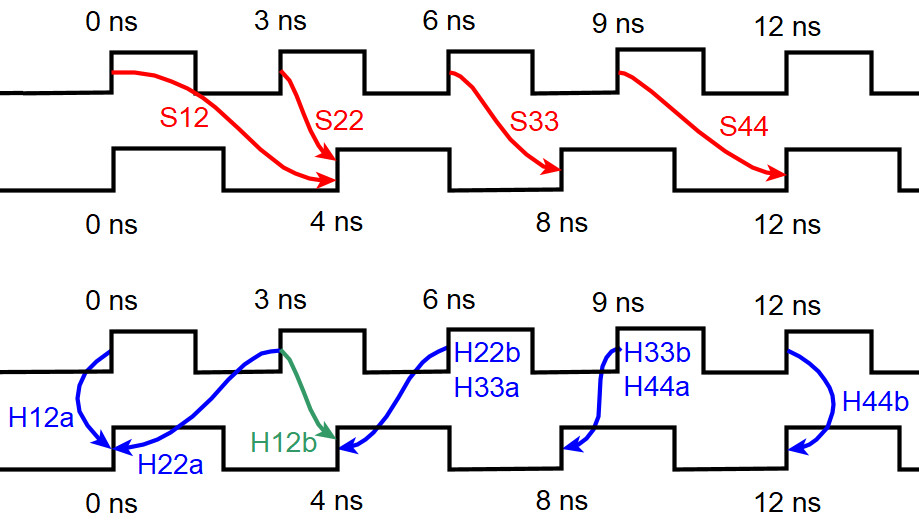 0 ns 3 ns 6 ns 9 ns 12 ns
S12 S22 S33 S44
0 ns 4 ns 8 ns 12 ns
0 ns 3 ns 6 ns 9 ns 12 ns
H22b H33b
H33a H44a
H12a H44b
H12b
H22a
0 ns 4 ns 8 ns 12 ns